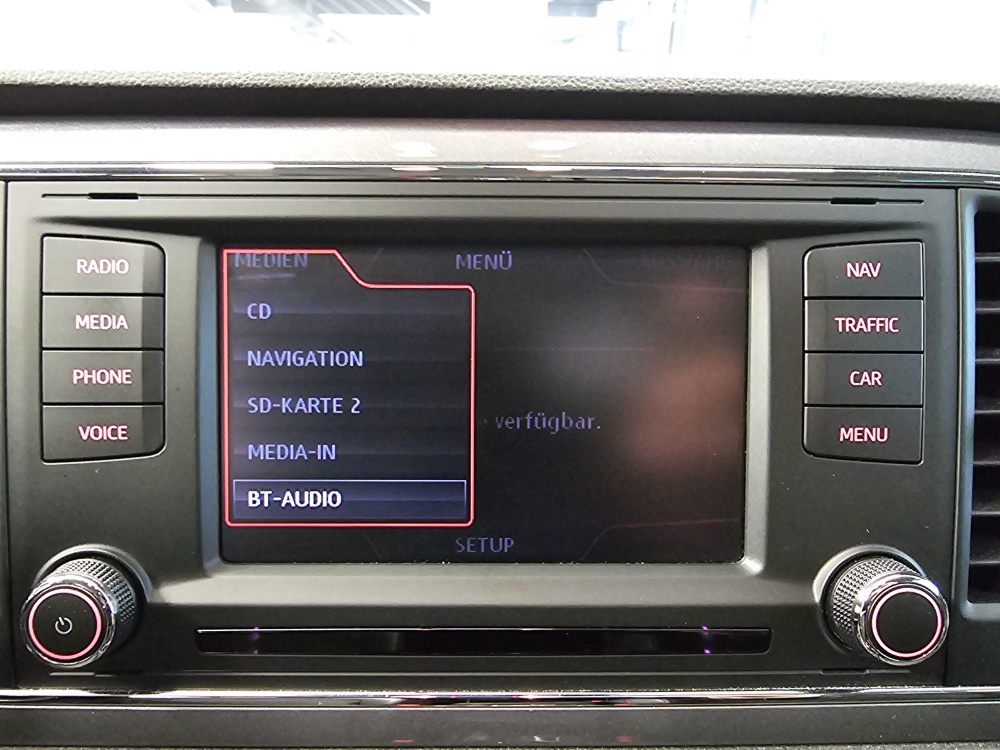 RADIO
MEDIA
PHONE
VOICE
MEDIEN
MENÜ
CD
NAVIGATION
SD-KARTE 2
MEDIA-IN
BT-AUDIO
verfügbar.
SETUP
NAV
TRAFFIC
CAR
MENU